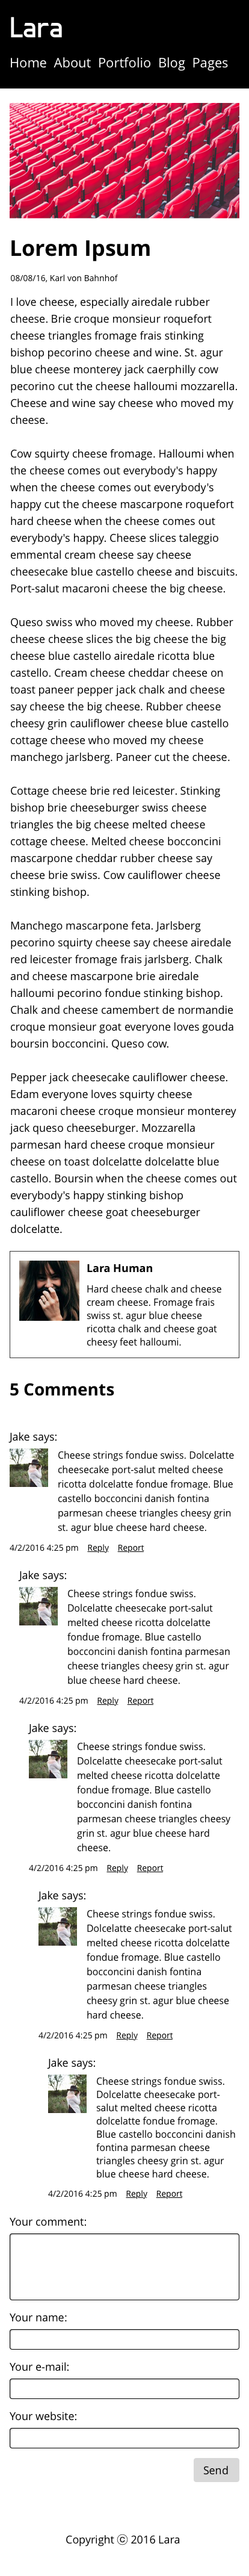 Lara
Home About Portfolio Blog Pages
Lorem Ipsum
08/08/16, Karl von Bahnhof
I love cheese, especially airedale rubber
cheese. Brie croque monsieur roquefort
cheese triangles fromage frais stinking
bishop pecorino cheese and wine. St. agur
blue cheese monterey jack caerphilly cow
pecorino cut the cheese halloumi mozzarella.
Cheese and wine say cheese who moved my
cheese.
Cow squirty cheese fromage. Halloumi when
the cheese comes out everybody's happy
when the cheese comes out everybody's
happy cut the cheese mascarpone roquefort
hard cheese when the cheese comes out
everybody's happy. Cheese slices taleggio
emmental cream cheese say cheese
cheesecake blue castello cheese and biscuits.
Port-salut macaroni cheese the big cheese.
Queso swiss who moved my cheese. Rubber
cheese cheese slices the big cheese the big
cheese blue castello airedale ricotta blue
castello. Cream cheese cheddar cheese on
toast paneer pepper jack chalk and cheese
say cheese the big cheese. Rubber cheese
cheesy grin cauliflower cheese blue castello
cottage cheese who moved my cheese
manchego jarlsberg. Paneer cut the cheese.
Cottage cheese brie red leicester. Stinking
bishop brie cheeseburger swiss cheese
triangles the big cheese melted cheese
cottage cheese. Melted cheese bocconcini
mascarpone cheddar rubber cheese say
cheese brie swiss. Cow cauliflower cheese
stinking bishop.
Manchego mascarpone feta. Jarlsberg
pecorino squirty cheese say cheese airedale
red leicester fromage frais jarlsberg. Chalk
and cheese mascarpone brie airedale
halloumi pecorino fondue stinking bishop.
Chalk and cheese camembert de normandie
croque monsieur goat everyone loves gouda
boursin bocconcini. Queso cow.
Pepper jack cheesecake cauliflower cheese.
Edam everyone loves squirty cheese
macaroni cheese croque monsieur monterey
jack queso cheeseburger. Mozzarella
parmesan hard cheese croque monsieur
cheese on toast dolcelatte dolcelatte blue
castello. Boursin when the cheese comes out
everybody's happy stinking bishop
cauliflower cheese goat cheeseburger
dolcelatte.
Lara Human
Hard cheese chalk and cheese
cream cheese. Fromage frais
swiss st. agur blue cheese
ricotta chalk and cheese goat
cheesy feet halloumi.
5 Comments
Jake says:
Cheese strings fondue swiss. Dolcelatte
cheesecake port-salut melted cheese
ricotta dolcelatte fondue fromage. Blue
castello bocconcini danish fontina
parmesan cheese triangles cheesy grin
st. agur blue cheese hard cheese.
4/2/2016 4:25 pm Reply Report
Jake says:
Cheese strings fondue swiss.
Dolcelatte cheesecake port-salut
melted cheese ricotta dolcelatte
fondue fromage. Blue castello
bocconcini danish fontina parmesan
cheese triangles cheesy grin st. agur
blue cheese hard cheese.
4/2/2016 4:25 pm Reply Report
Jake says:
Cheese strings fondue swiss.
Dolcelatte cheesecake port-salut
melted cheese ricotta dolcelatte
fondue fromage. Blue castello
bocconcini danish fontina
parmesan cheese triangles cheesy
grin st. agur blue cheese hard
cheese.
4/2/2016 4:25 pm Reply Report
Jake says:
Cheese strings fondue swiss.
Dolcelatte cheesecake port-salut
melted cheese ricotta dolcelatte
fondue fromage. Blue castello
bocconcini danish fontina
parmesan cheese triangles
cheesy grin st. agur blue cheese
hard cheese.
4/2/2016 4:25 pm Reply Report
Jake says:
Cheese strings fondue swiss.
Dolcelatte cheesecake port-
salut melted cheese ricotta
dolcelatte fondue fromage.
Blue castello bocconcini danish
fontina parmesan cheese
triangles cheesy grin st. agur
blue cheese hard cheese.
4/2/2016 4:25 pm Reply Report
Your comment:
Your name:
Your e-mail:
Your website:
Send
Copyright ⓒ 2016 Lara